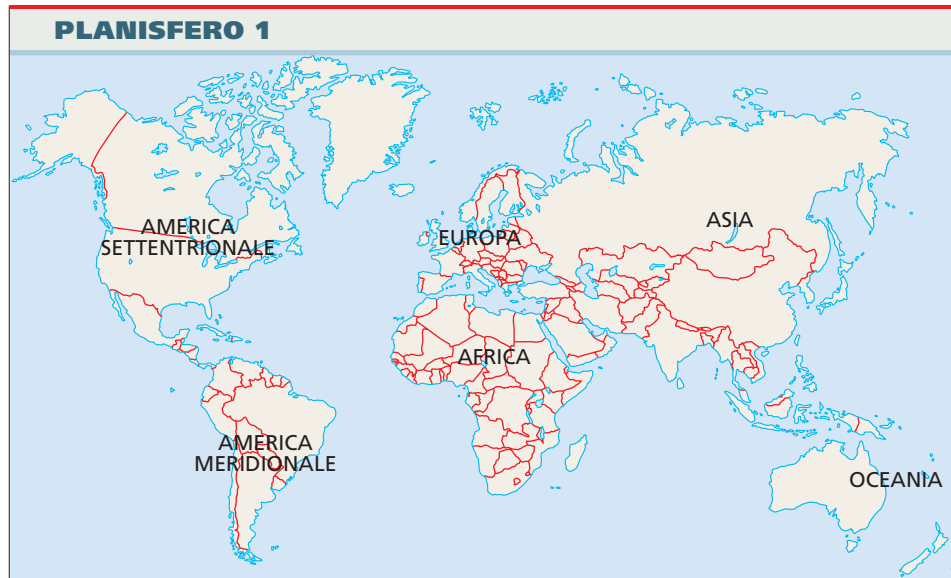 PLANISFERO 1
AMERICA
SETTENTRIONALE
EUROPA
ASIA
AFRICA
AMERICA
MERIDIONALE
OCEANIA